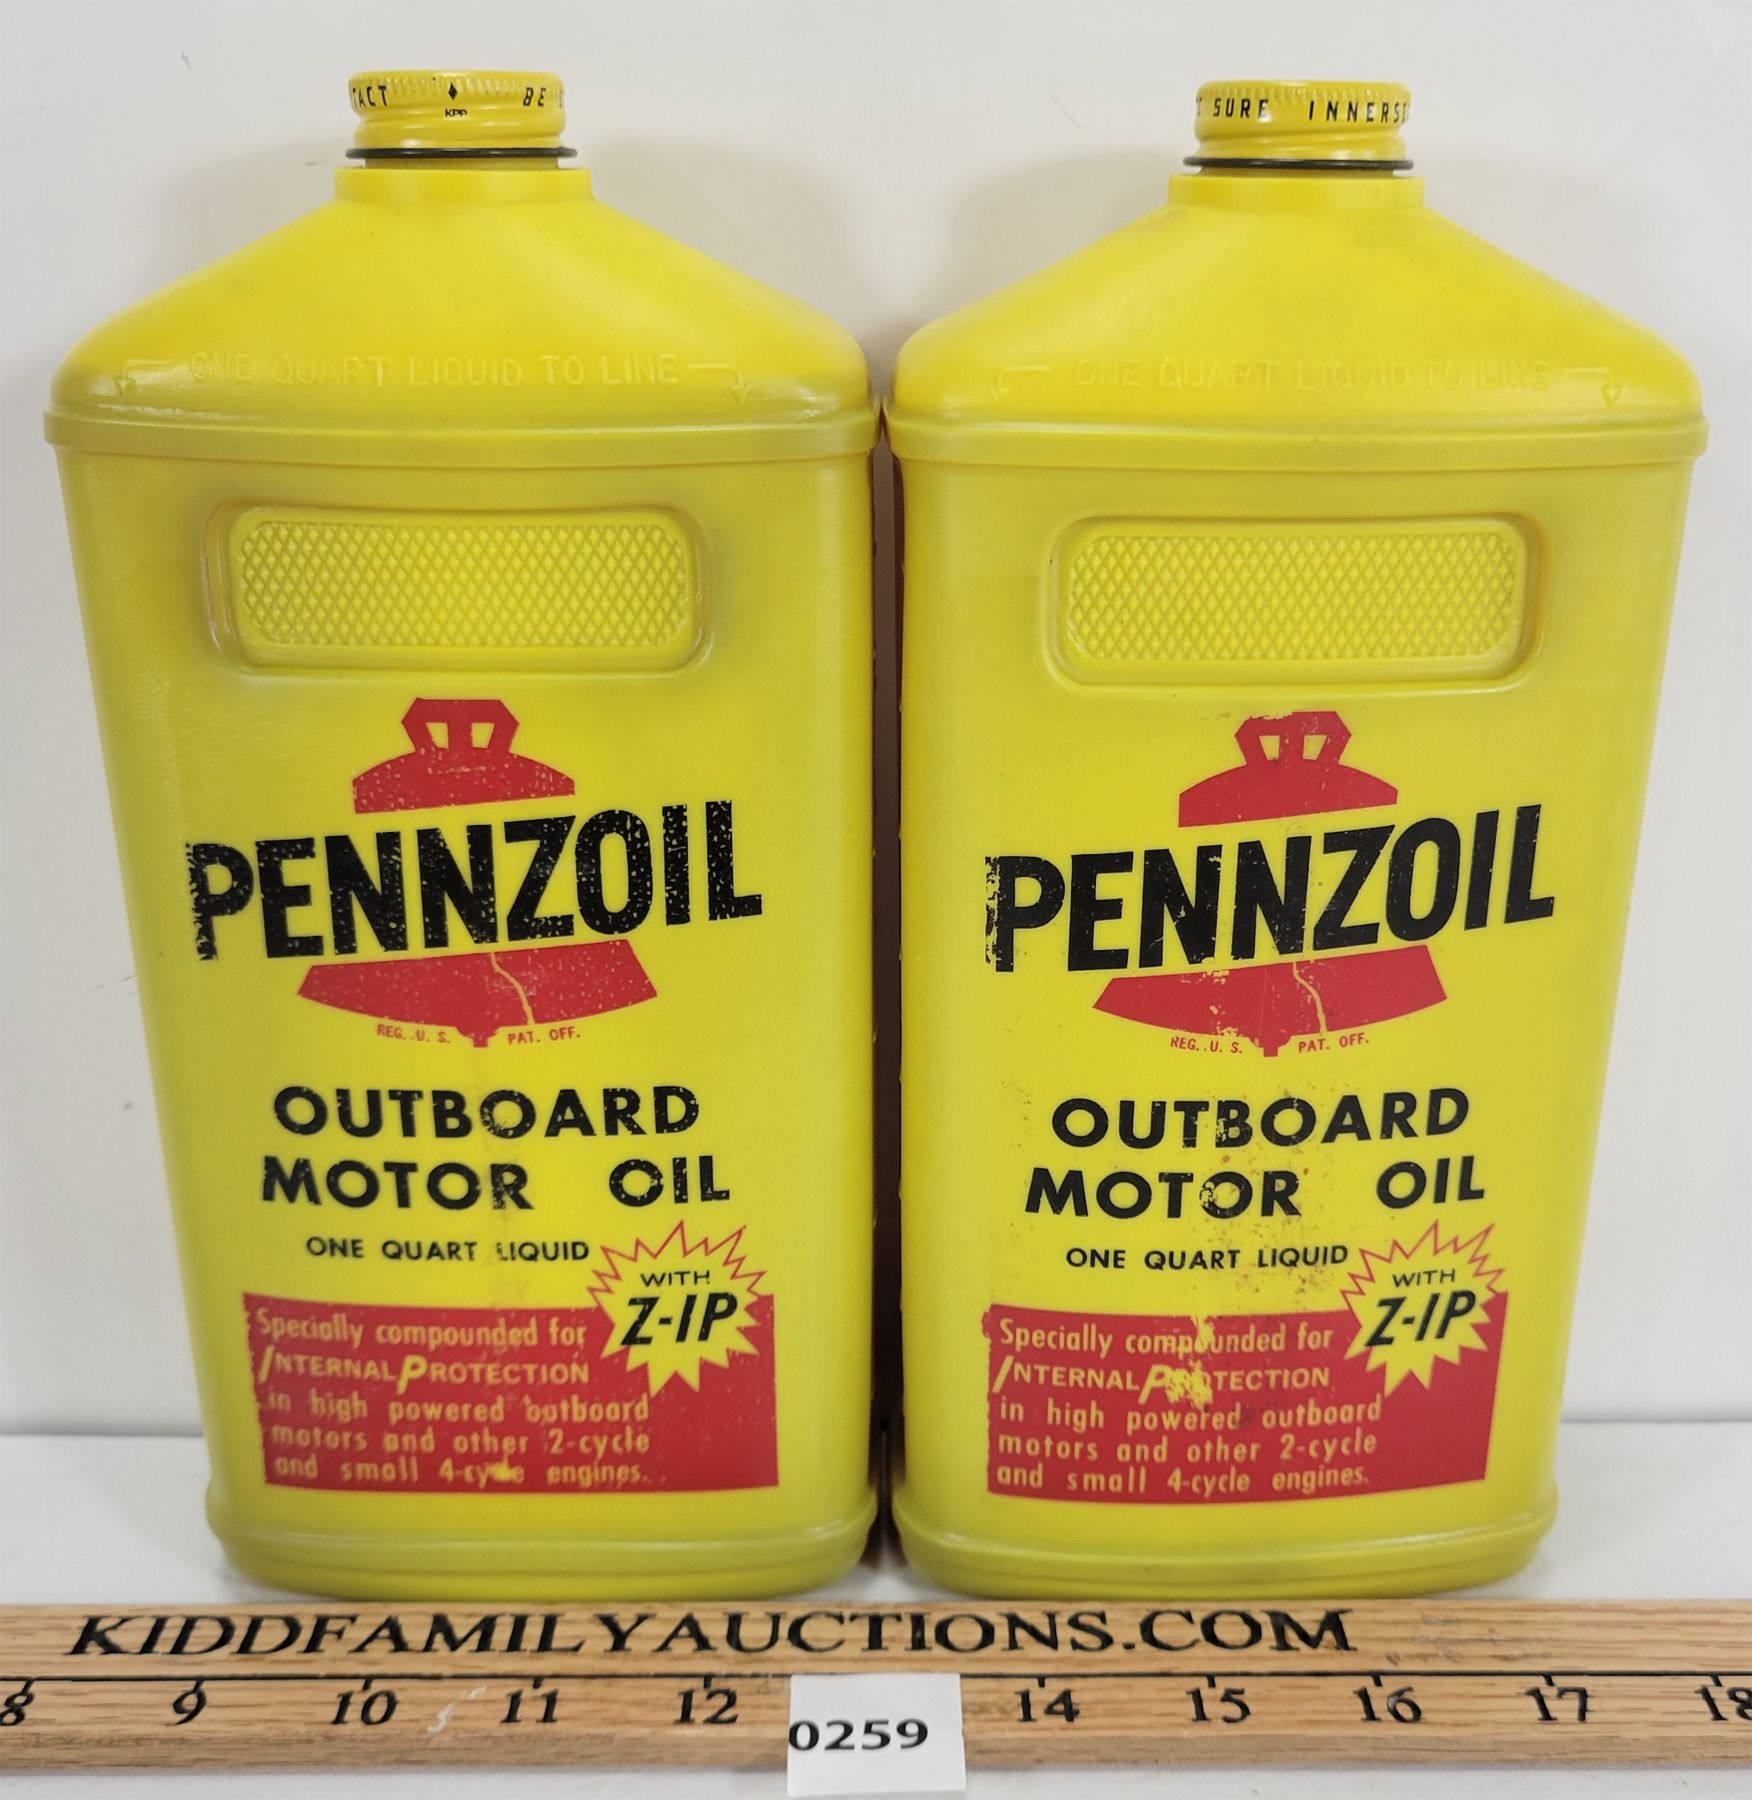 TACT ♦ BE
KPP
ONE QUART LIQUID TO LINE
PENNZOIL
REG. U. S. PAT. OFF.
OUTBOARD
MOTOR OIL
ONE QUART LIQUID
WITH
Z-IP
Specially compounded for
INTERNAL PROTECTION
in high powered outboard
motors and other 2-cycle
and small 4-cycle engines.
SURE INNERSE
ONE QUART LIQUID TO LINE
PENNZOIL
REG. U. S. PAT. OFF.
OUTBOARD
MOTOR OIL
ONE QUART LIQUID
WITH
Z-IP
Specially compounded for
INTERNAL PROTECTION
in high powered outboard
motors and other 2-cycle
and small 4-cycle engines.
KIDDFAMILYAUCTIONS.COM
8 9 10 11 12 14 15 16 17 18
0259